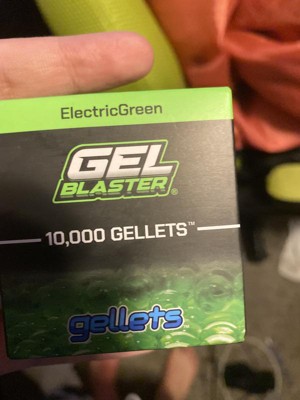 ElectricGreen
GEL
BLASTER®
10,000 GELLETS™
gellets